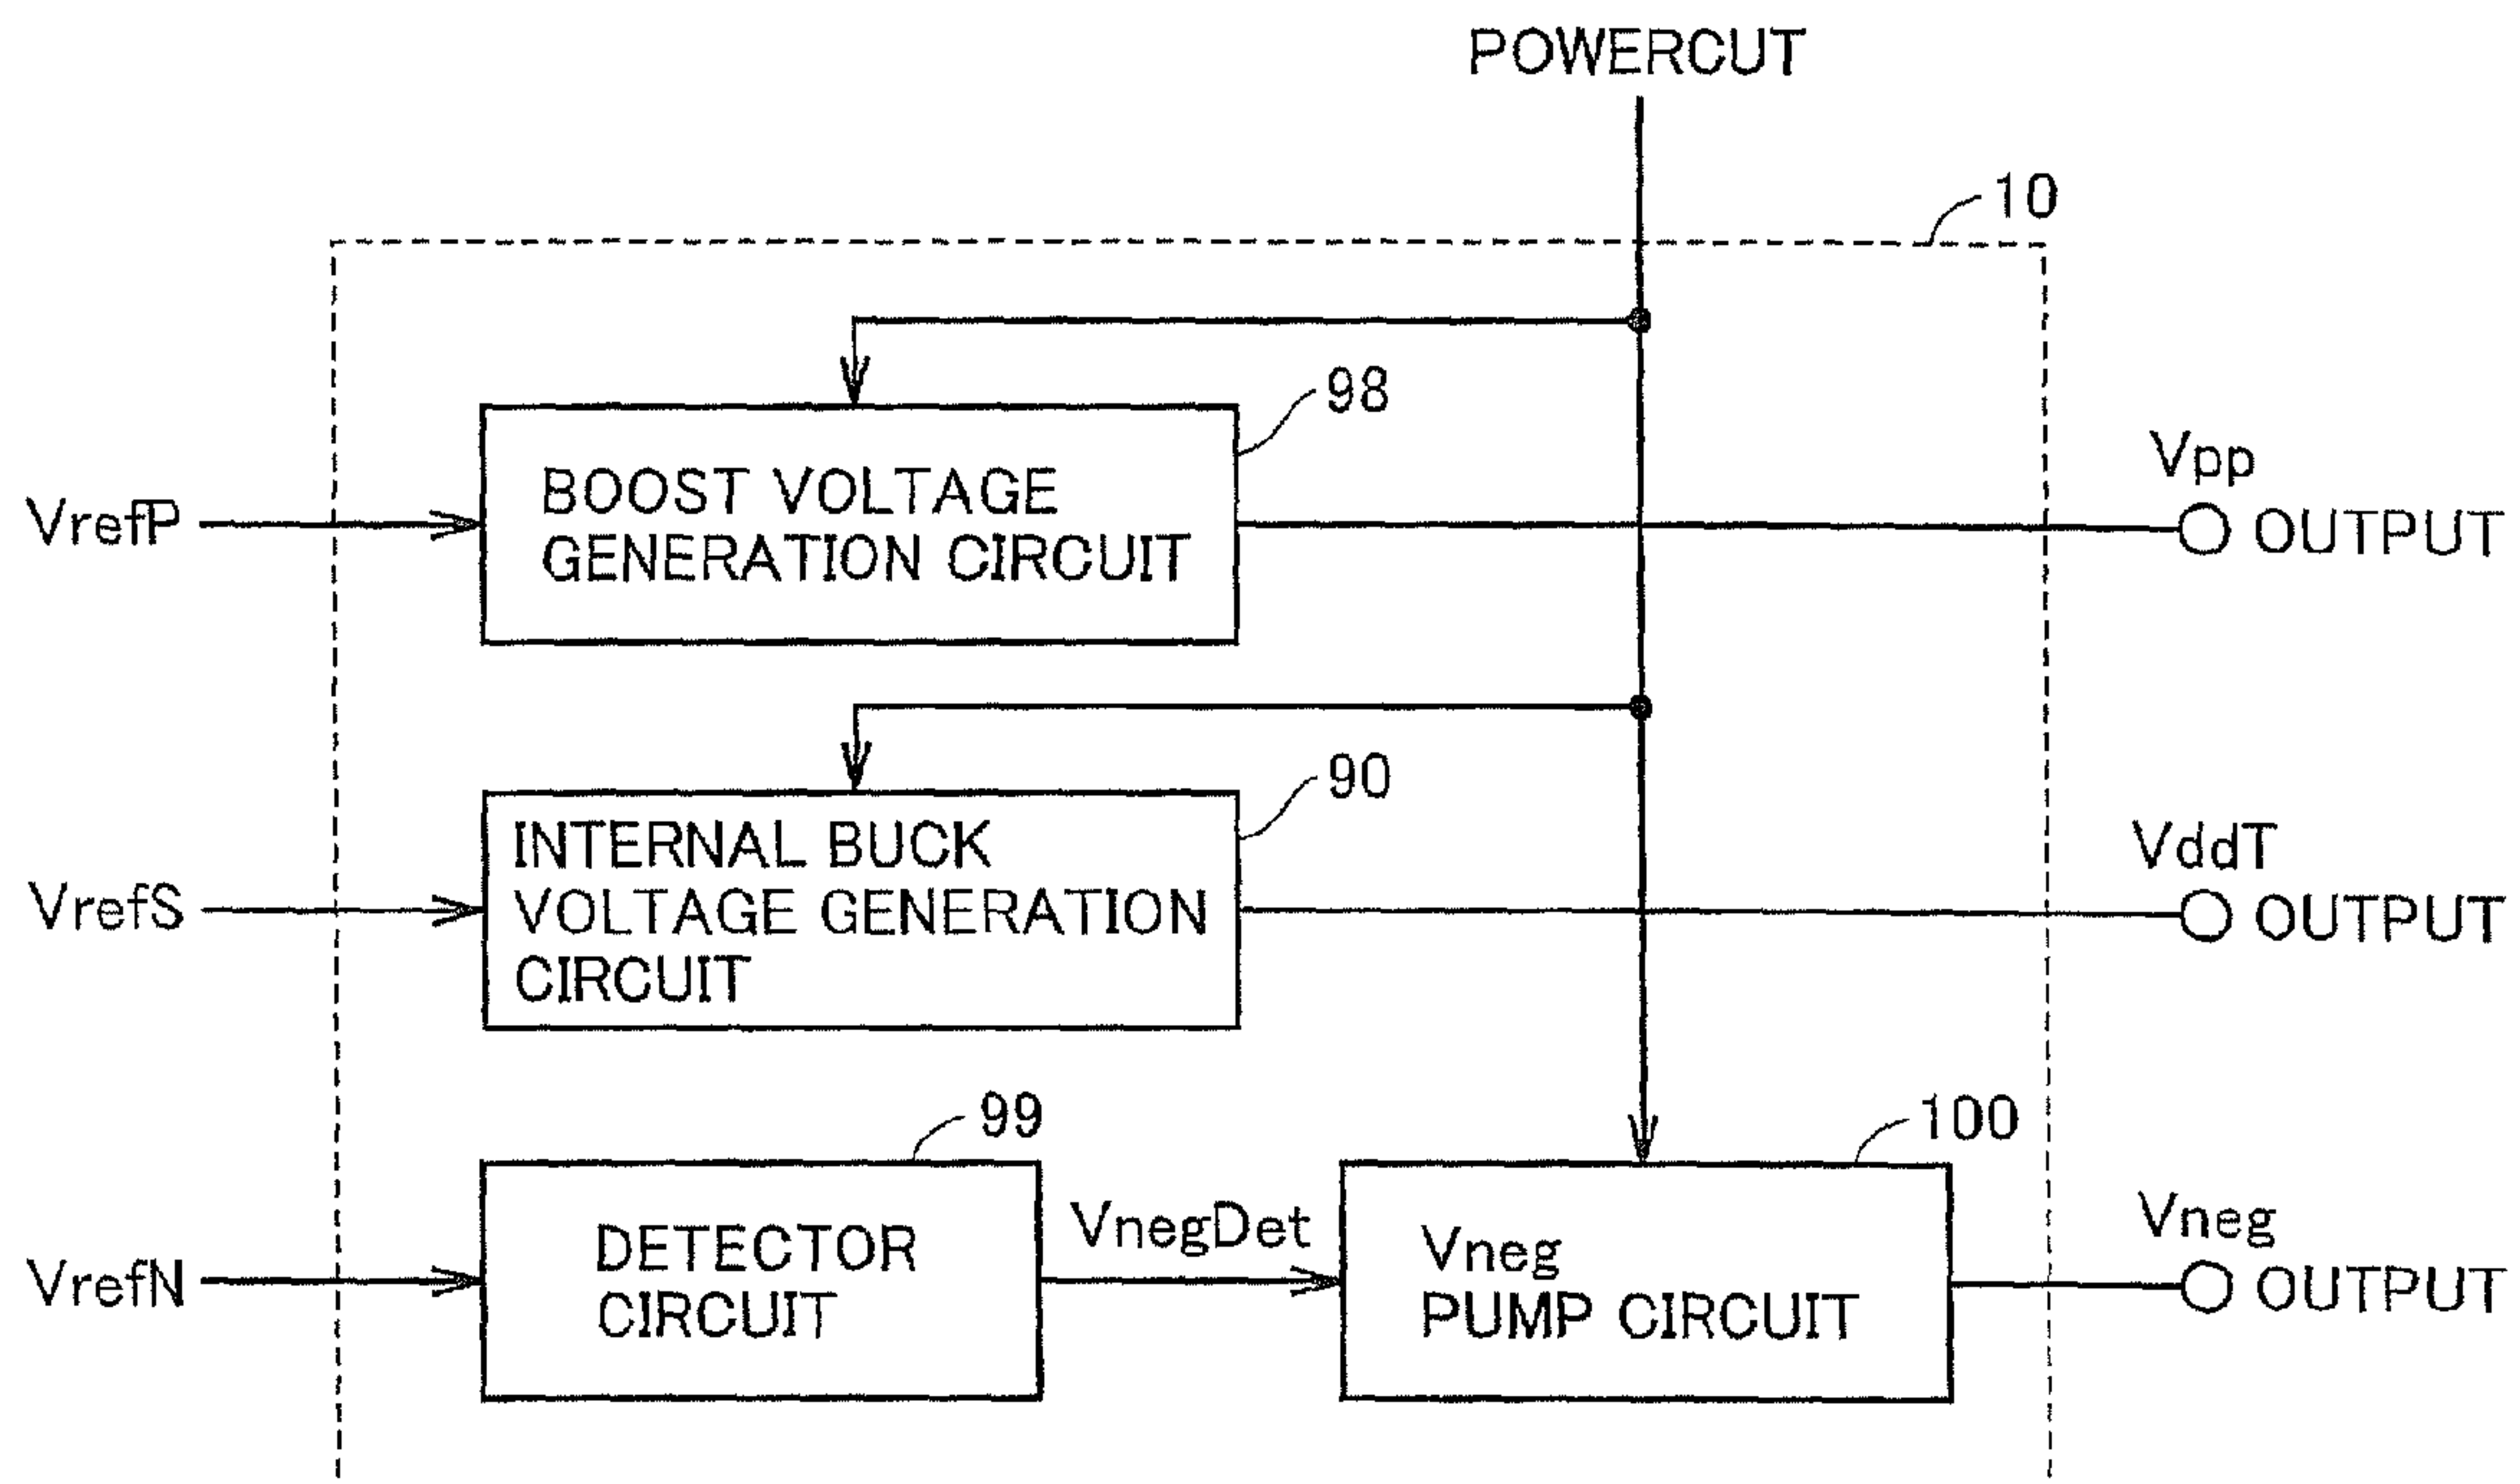 POWERCUT
10
98
BOOST VOLTAGE
GENERATION CIRCUIT
VrefP
Vpp
OUTPUT
90
INTERNAL BUCK
VOLTAGE GENERATION
CIRCUIT
VrefS
VddT
OUTPUT
99
100
DETECTOR
CIRCUIT
VrefN
VnegDet
Vneg
PUMP CIRCUIT
Vneg
OUTPUT